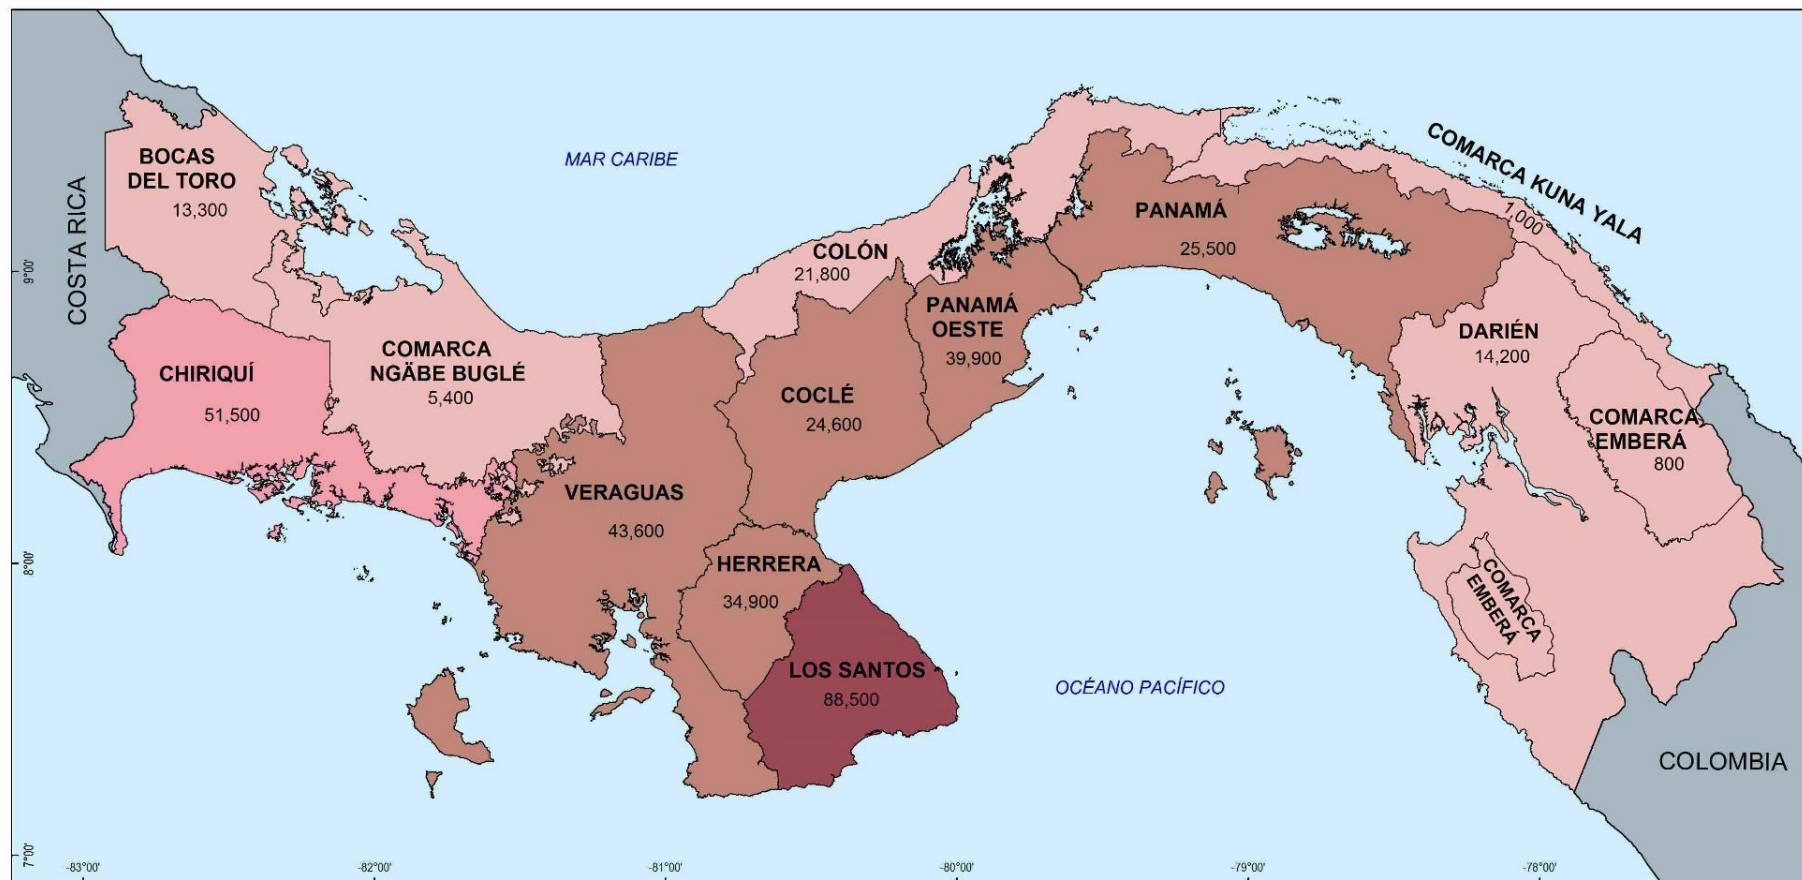 MAR CARIBE
COSTA RICA
BOCAS
DEL TORO
13,300
CHIRIQUÍ
51,500
COMARCA
NGÄBE BUGLÉ
5,400
VERAGUAS
43,600
COLÓN
21,800
COCLÉ
24,600
PANAMÁ
OESTE
39,900
HERRERA
34,900
LOS SANTOS
88,500
PANAMÁ
25,500
COMARCA KUNA YALA
1,000
DARIÉN
14,200
COMARCA
EMBERÁ
800
COMARCA
EMBERÁ
OCÉANO PACÍFICO
COLOMBIA
9°00'
8°00'
7°00'
-83°00'
-82°00'
-81°00'
-80°00'
-79°00'
-78°00'